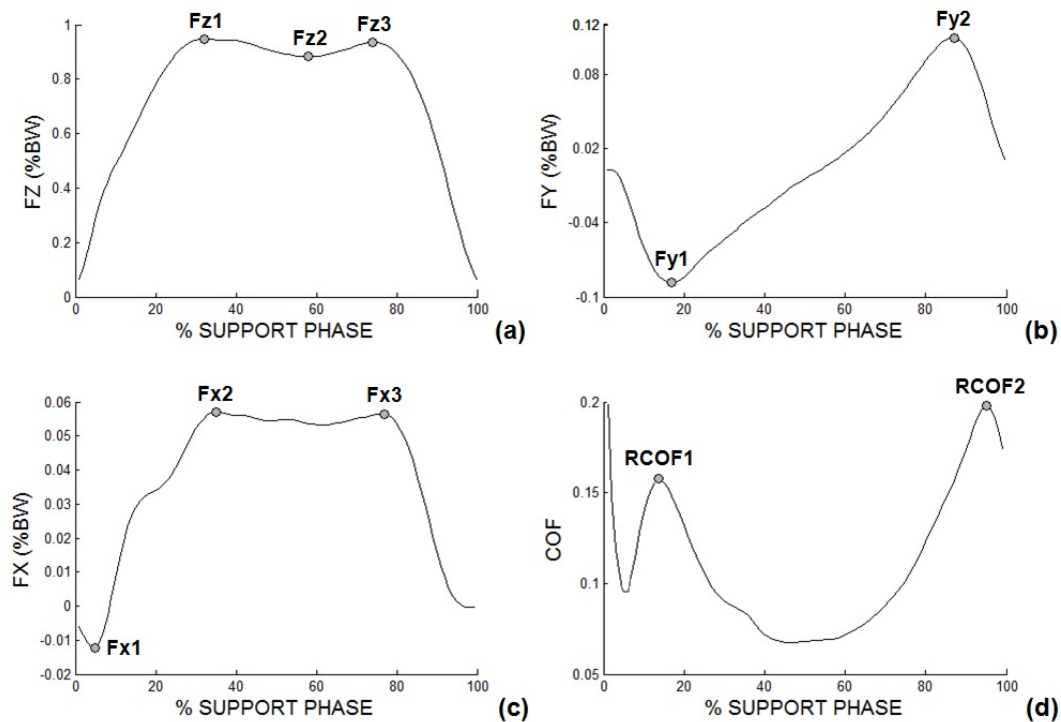 Fz1
Fz2
Fz3
1
0.8
0.6
0.4
0.2
0
FZ (%BW)
0 20 40 60 80 100
% SUPPORT PHASE
(a)
Fy2
0.12
0.08
0.02
-0.04
-0.1
FY (%BW)
Fy1
0 20 40 60 80 100
% SUPPORT PHASE
(b)
Fx2
Fx3
0.06
0.05
0.04
0.03
0.02
0.01
0
-0.01
-0.02
FX (%BW)
Fx1
0 20 40 60 80 100
% SUPPORT PHASE
(c)
RCOF2
RCOF1
0.2
0.15
0.1
0.05
COF
0 20 40 60 80 100
% SUPPORT PHASE
(d)